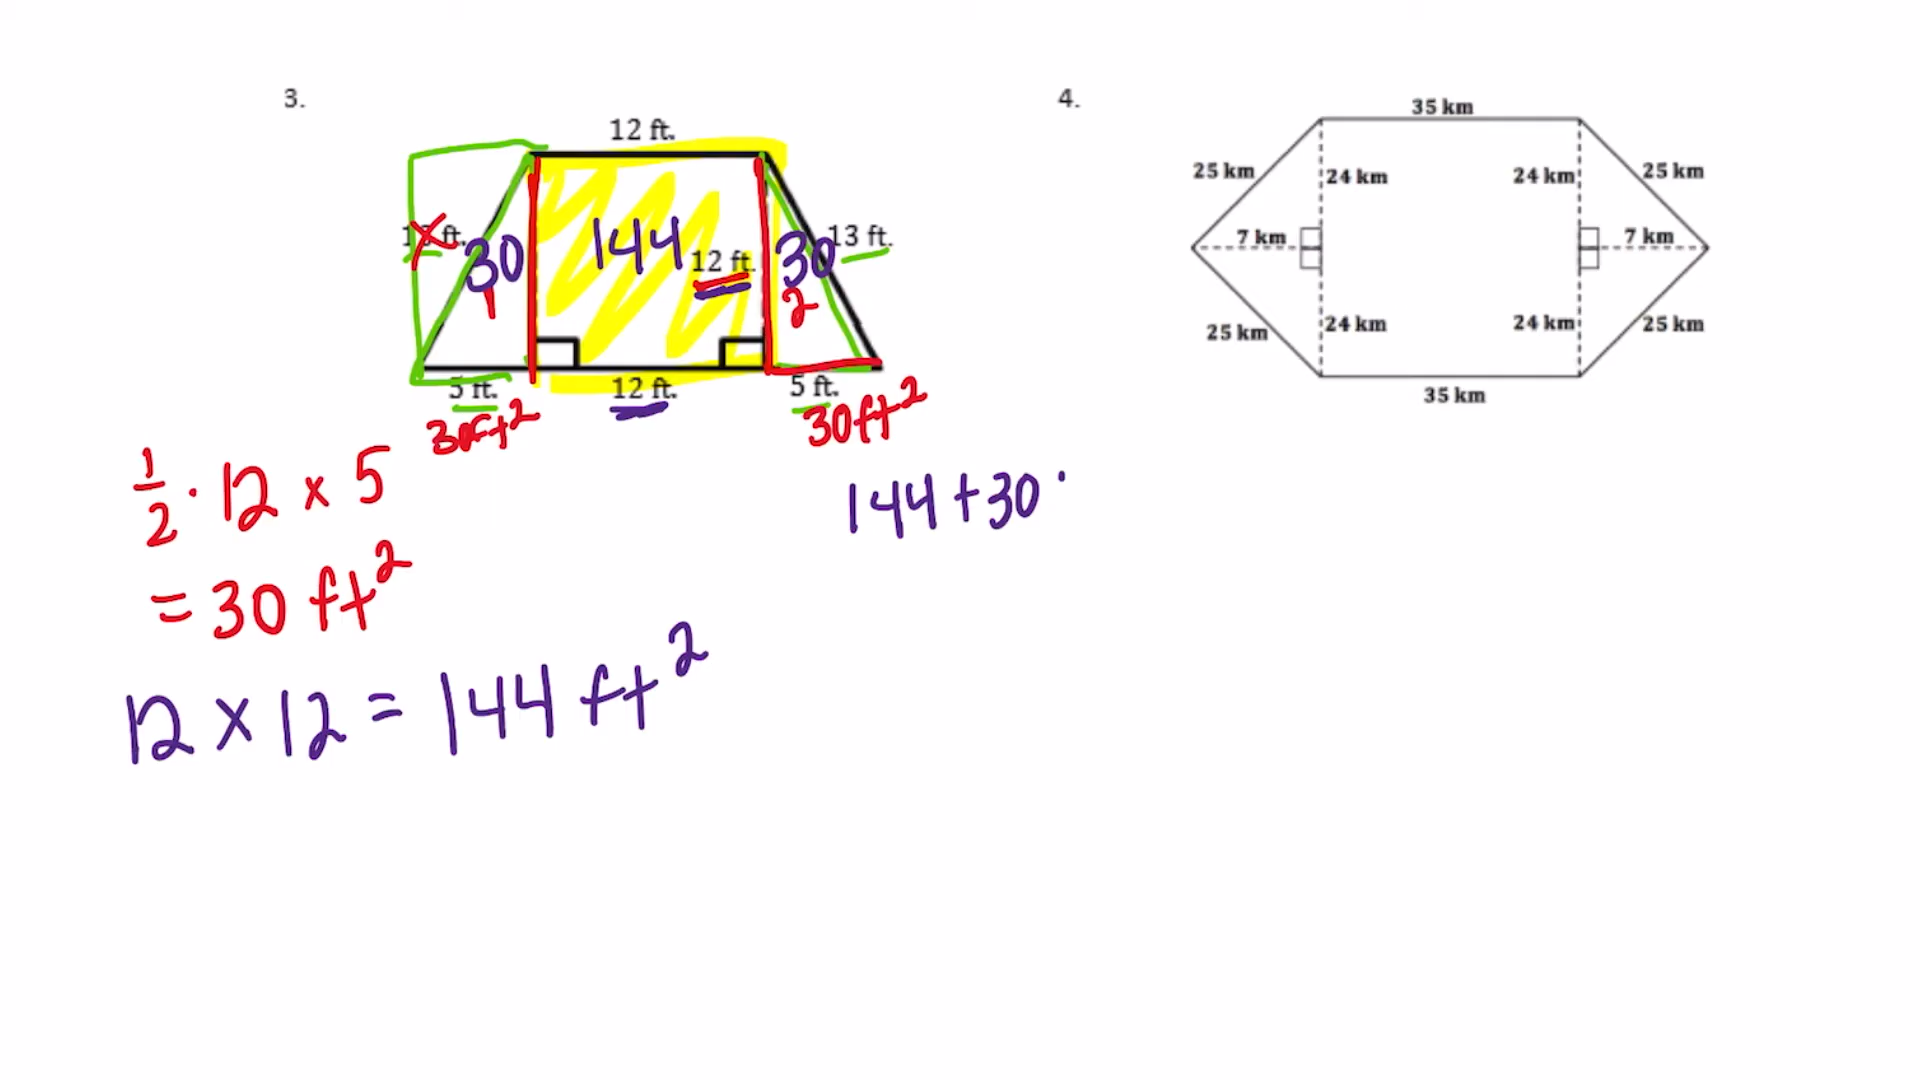 3.
12 ft.
13 ft.
30
144
12 ft.
30
13 ft.
1
2
5 ft.
12 ft.
5 ft.
30ft²
30ft²
1/2 · 12 x 5
= 30 ft²
12 x 12 = 144 ft²
144+30
4.
35 km
25 km
24 km
24 km
25 km
7 km
7 km
25 km
24 km
24 km
25 km
35 km